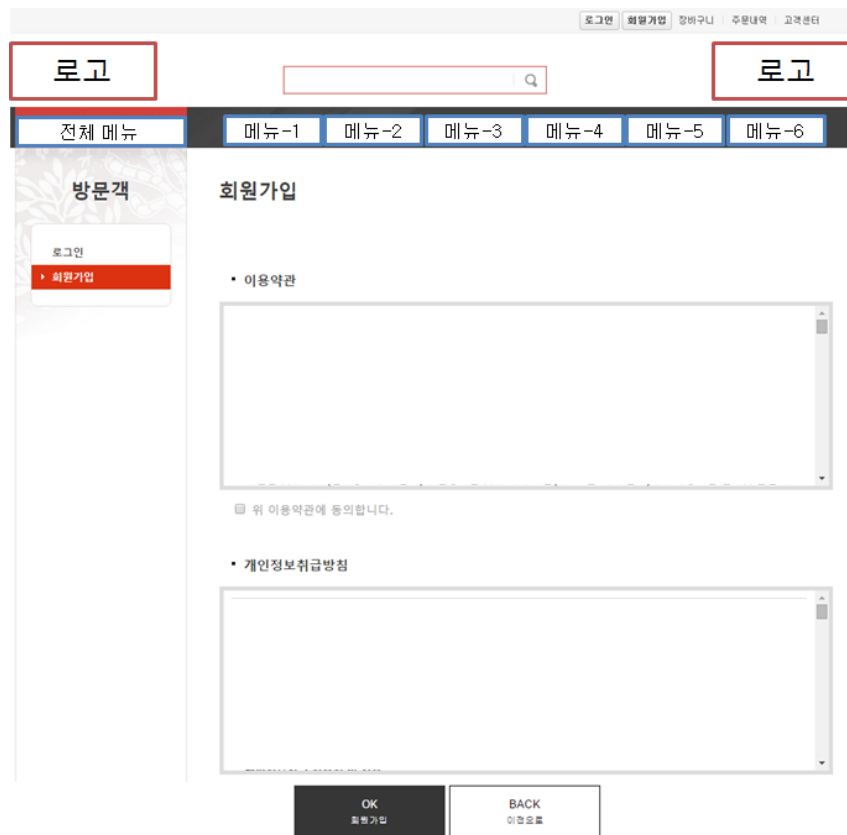 로그인 회원가입 장바구니 주문내역 고객센터
로고 로고
전체 메뉴 메뉴-1 메뉴-2 메뉴-3 메뉴-4 메뉴-5 메뉴-6
방문객
회원가입
로그인
회원가입
이용약관
위 이용약관에 동의합니다.
개인정보취급방침
OK
회원가입
BACK
이전으로